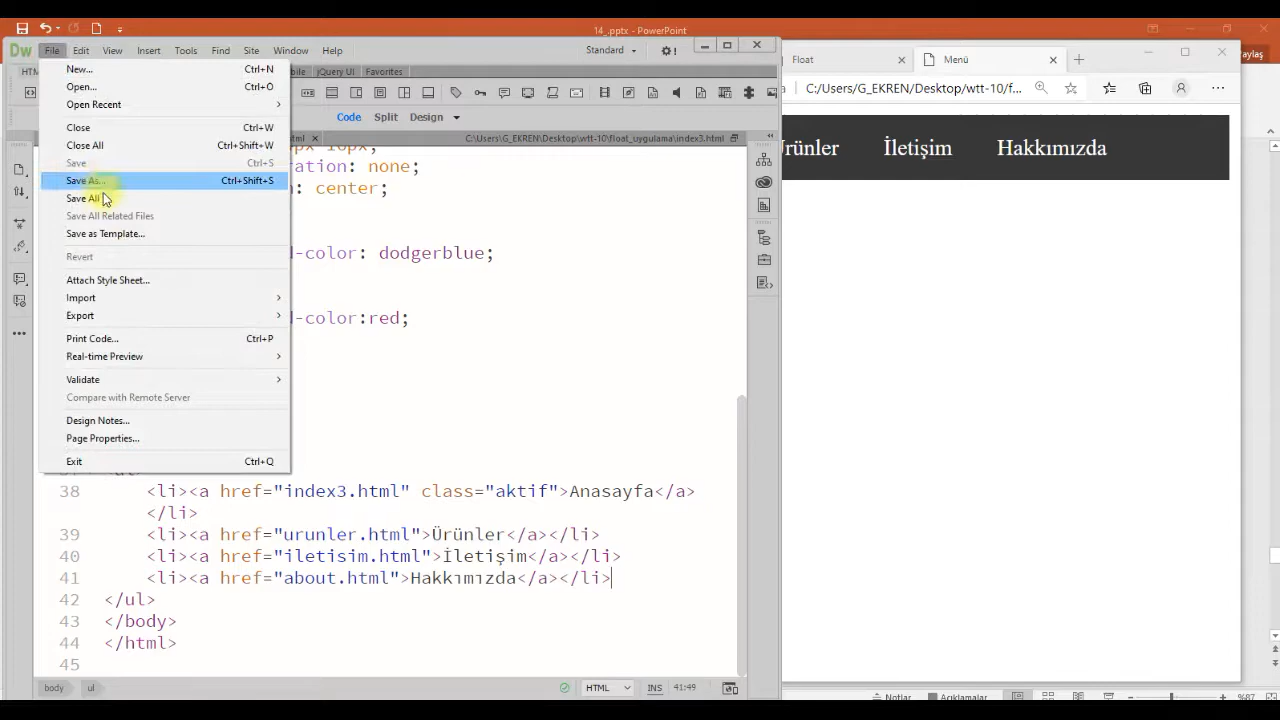 14_.pptx - PowerPoint
Dw File Edit View Insert Tools Find Site Window Help Standard
HTM
bile jQuery UI Favorites
Float
Menü
C:/Users/G_EKREN/Desktop/wtt-10/f...
Code Split Design
C:\Users\G_EKREN\Desktop\wtt-10\float_uygulama\index3.html
New... Ctrl+N
Open... Ctrl+O
Open Recent
Close Ctrl+W
Close All Ctrl+Shift+W
Save Ctrl+S
Save As... Ctrl+Shift+S
Save All
Save All Related Files
Save as Template...
Revert
Attach Style Sheet...
Import
Export
Print Code... Ctrl+P
Real-time Preview
Validate
Compare with Remote Server
Design Notes...
Page Properties...
Exit Ctrl+Q
ration: none;
: center;
d-color: dodgerblue;
d-color:red;
38 <li><a href="index3.html" class="aktif">Anasayfa</a>
</li>
39 <li><a href="urunler.html">Ürünler</a></li>
40 <li><a href="iletisim.html">İletişim</a></li>
41 <li><a href="about.html">Hakkımızda</a></li>
42 </ul>
43 </body>
44 </html>
45
body ul HTML INS 41:49
rünler İletişim Hakkımızda
aylaş
Notlar Açıklamalar %87